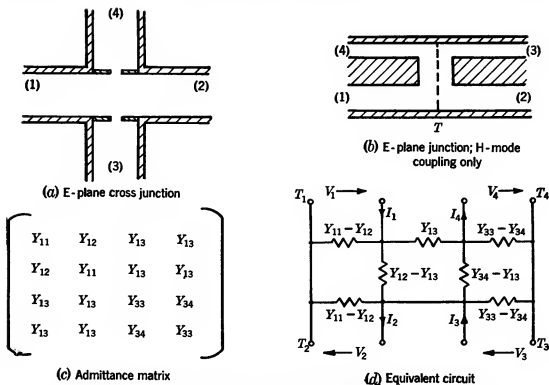 (4)
(1) (2)
(3)
(a) E-plane cross junction
(4) (3)
(1) (2)
T
(b) E-plane junction; H-mode
coupling only
Y11 Y12 Y13 Y13
Y12 Y11 Y13 Y13
Y13 Y13 Y33 Y34
Y13 Y13 Y34 Y33
(c) Admittance matrix
T1 V1 I1 I4 V4 T4
Y11 − Y12 Y13 Y33 − Y34
Y12 − Y13 Y34 − Y13
Y11 − Y12 Y33 − Y34
T2 V2 I2 I3 V3 T3
(d) Equivalent circuit